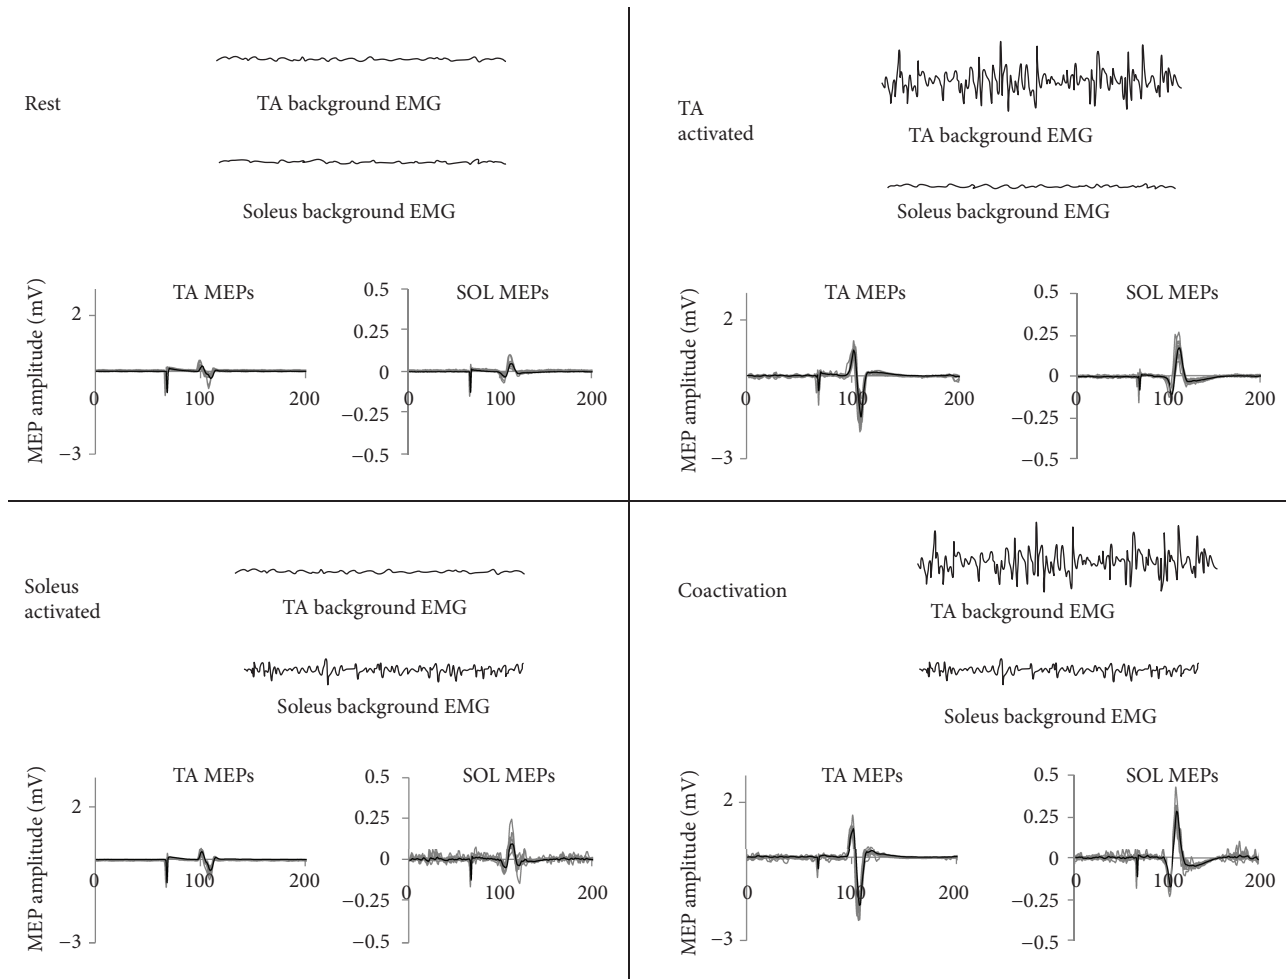 Rest
TA background EMG
Soleus background EMG
MEP amplitude (mV)
TA MEPs
2
−3
0
100
200
SOL MEPs
0.5
0.25
0
−0.25
−0.5
0
100
200
TA
activated
TA background EMG
Soleus background EMG
MEP amplitude (mV)
TA MEPs
2
−3
0
100
200
SOL MEPs
0.5
0.25
0
−0.25
−0.5
0
100
200
Soleus
activated
TA background EMG
Soleus background EMG
MEP amplitude (mV)
TA MEPs
2
−3
0
100
200
SOL MEPs
0.5
0.25
0
−0.25
−0.5
0
100
200
Coactivation
TA background EMG
Soleus background EMG
MEP amplitude (mV)
TA MEPs
2
−3
0
100
200
SOL MEPs
0.5
0.25
0
−0.25
−0.5
0
100
200